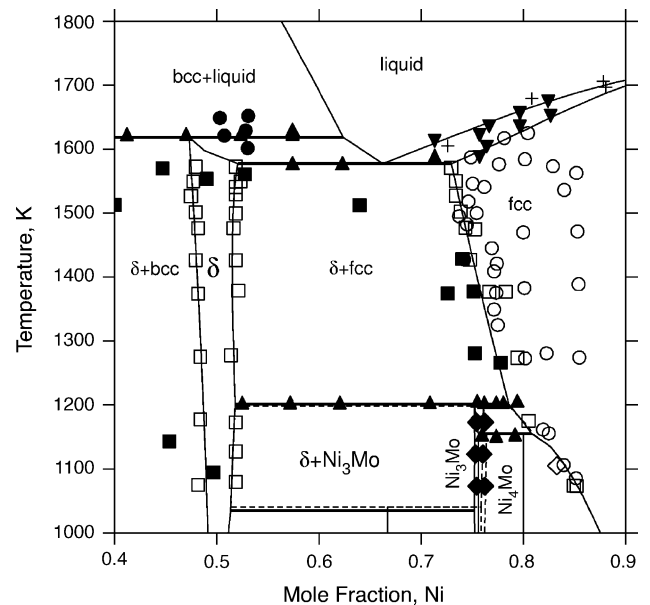 1800
1700
1600
1500
1400
1300
1200
1100
1000
Temperature, K
bcc+liquid
liquid
fcc
δ+bcc
δ
δ+fcc
δ+Ni₃Mo
Ni₃Mo
Ni₄Mo
0.4 0.5 0.6 0.7 0.8 0.9
Mole Fraction, Ni